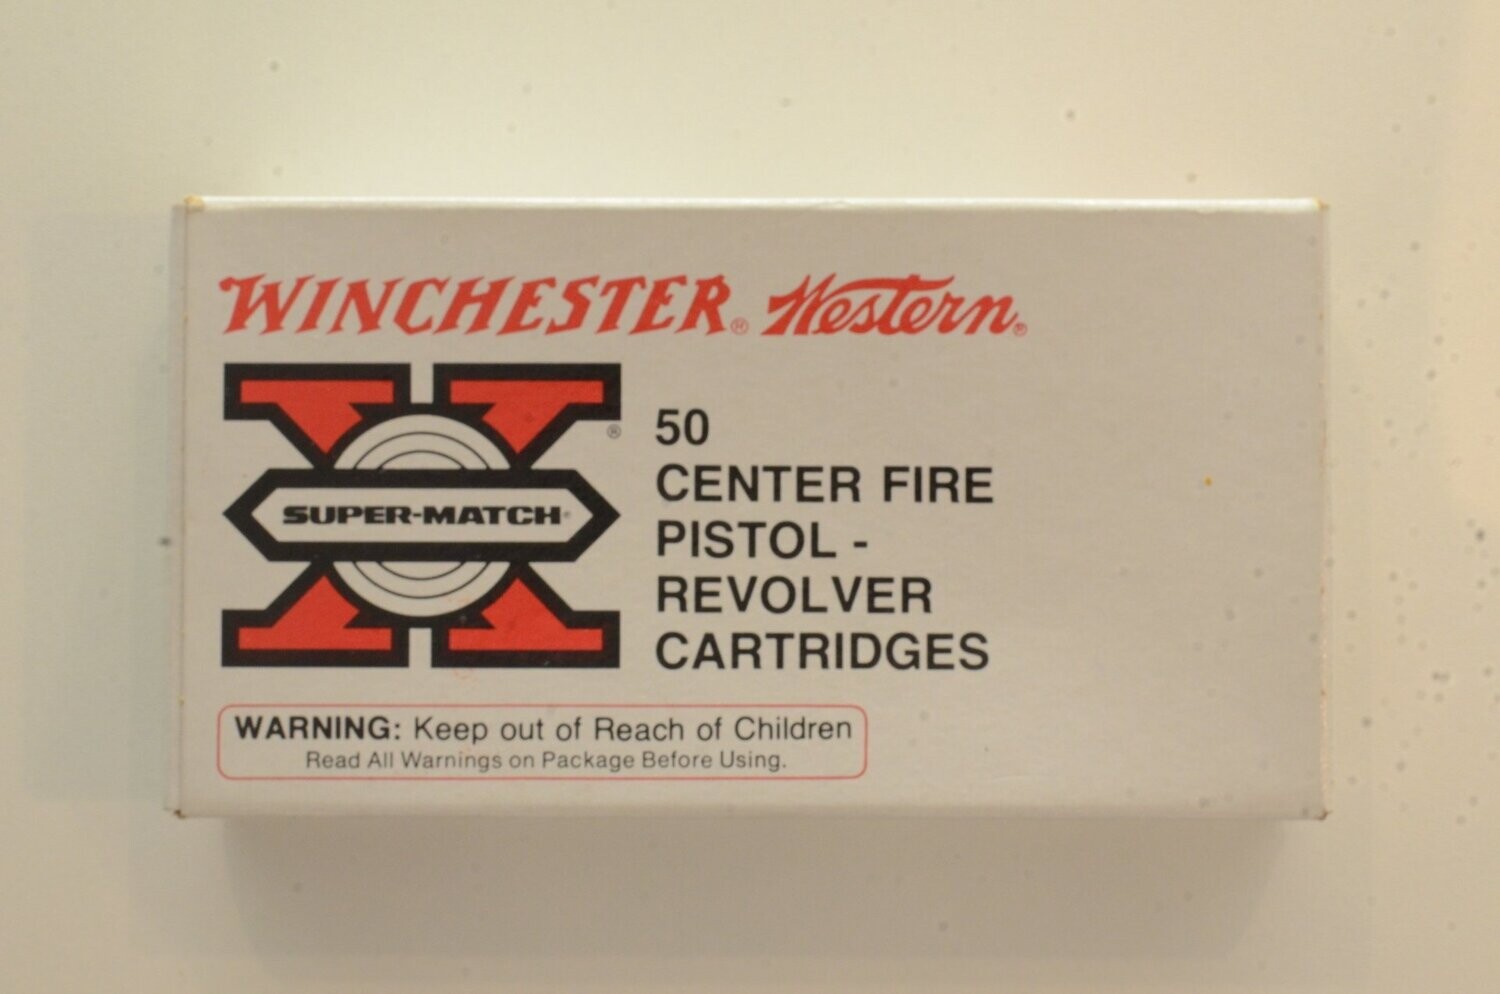 WINCHESTER® Western®
SUPER-MATCH®
®
50
CENTER FIRE
PISTOL -
REVOLVER
CARTRIDGES
WARNING: Keep out of Reach of Children
Read All Warnings on Package Before Using.